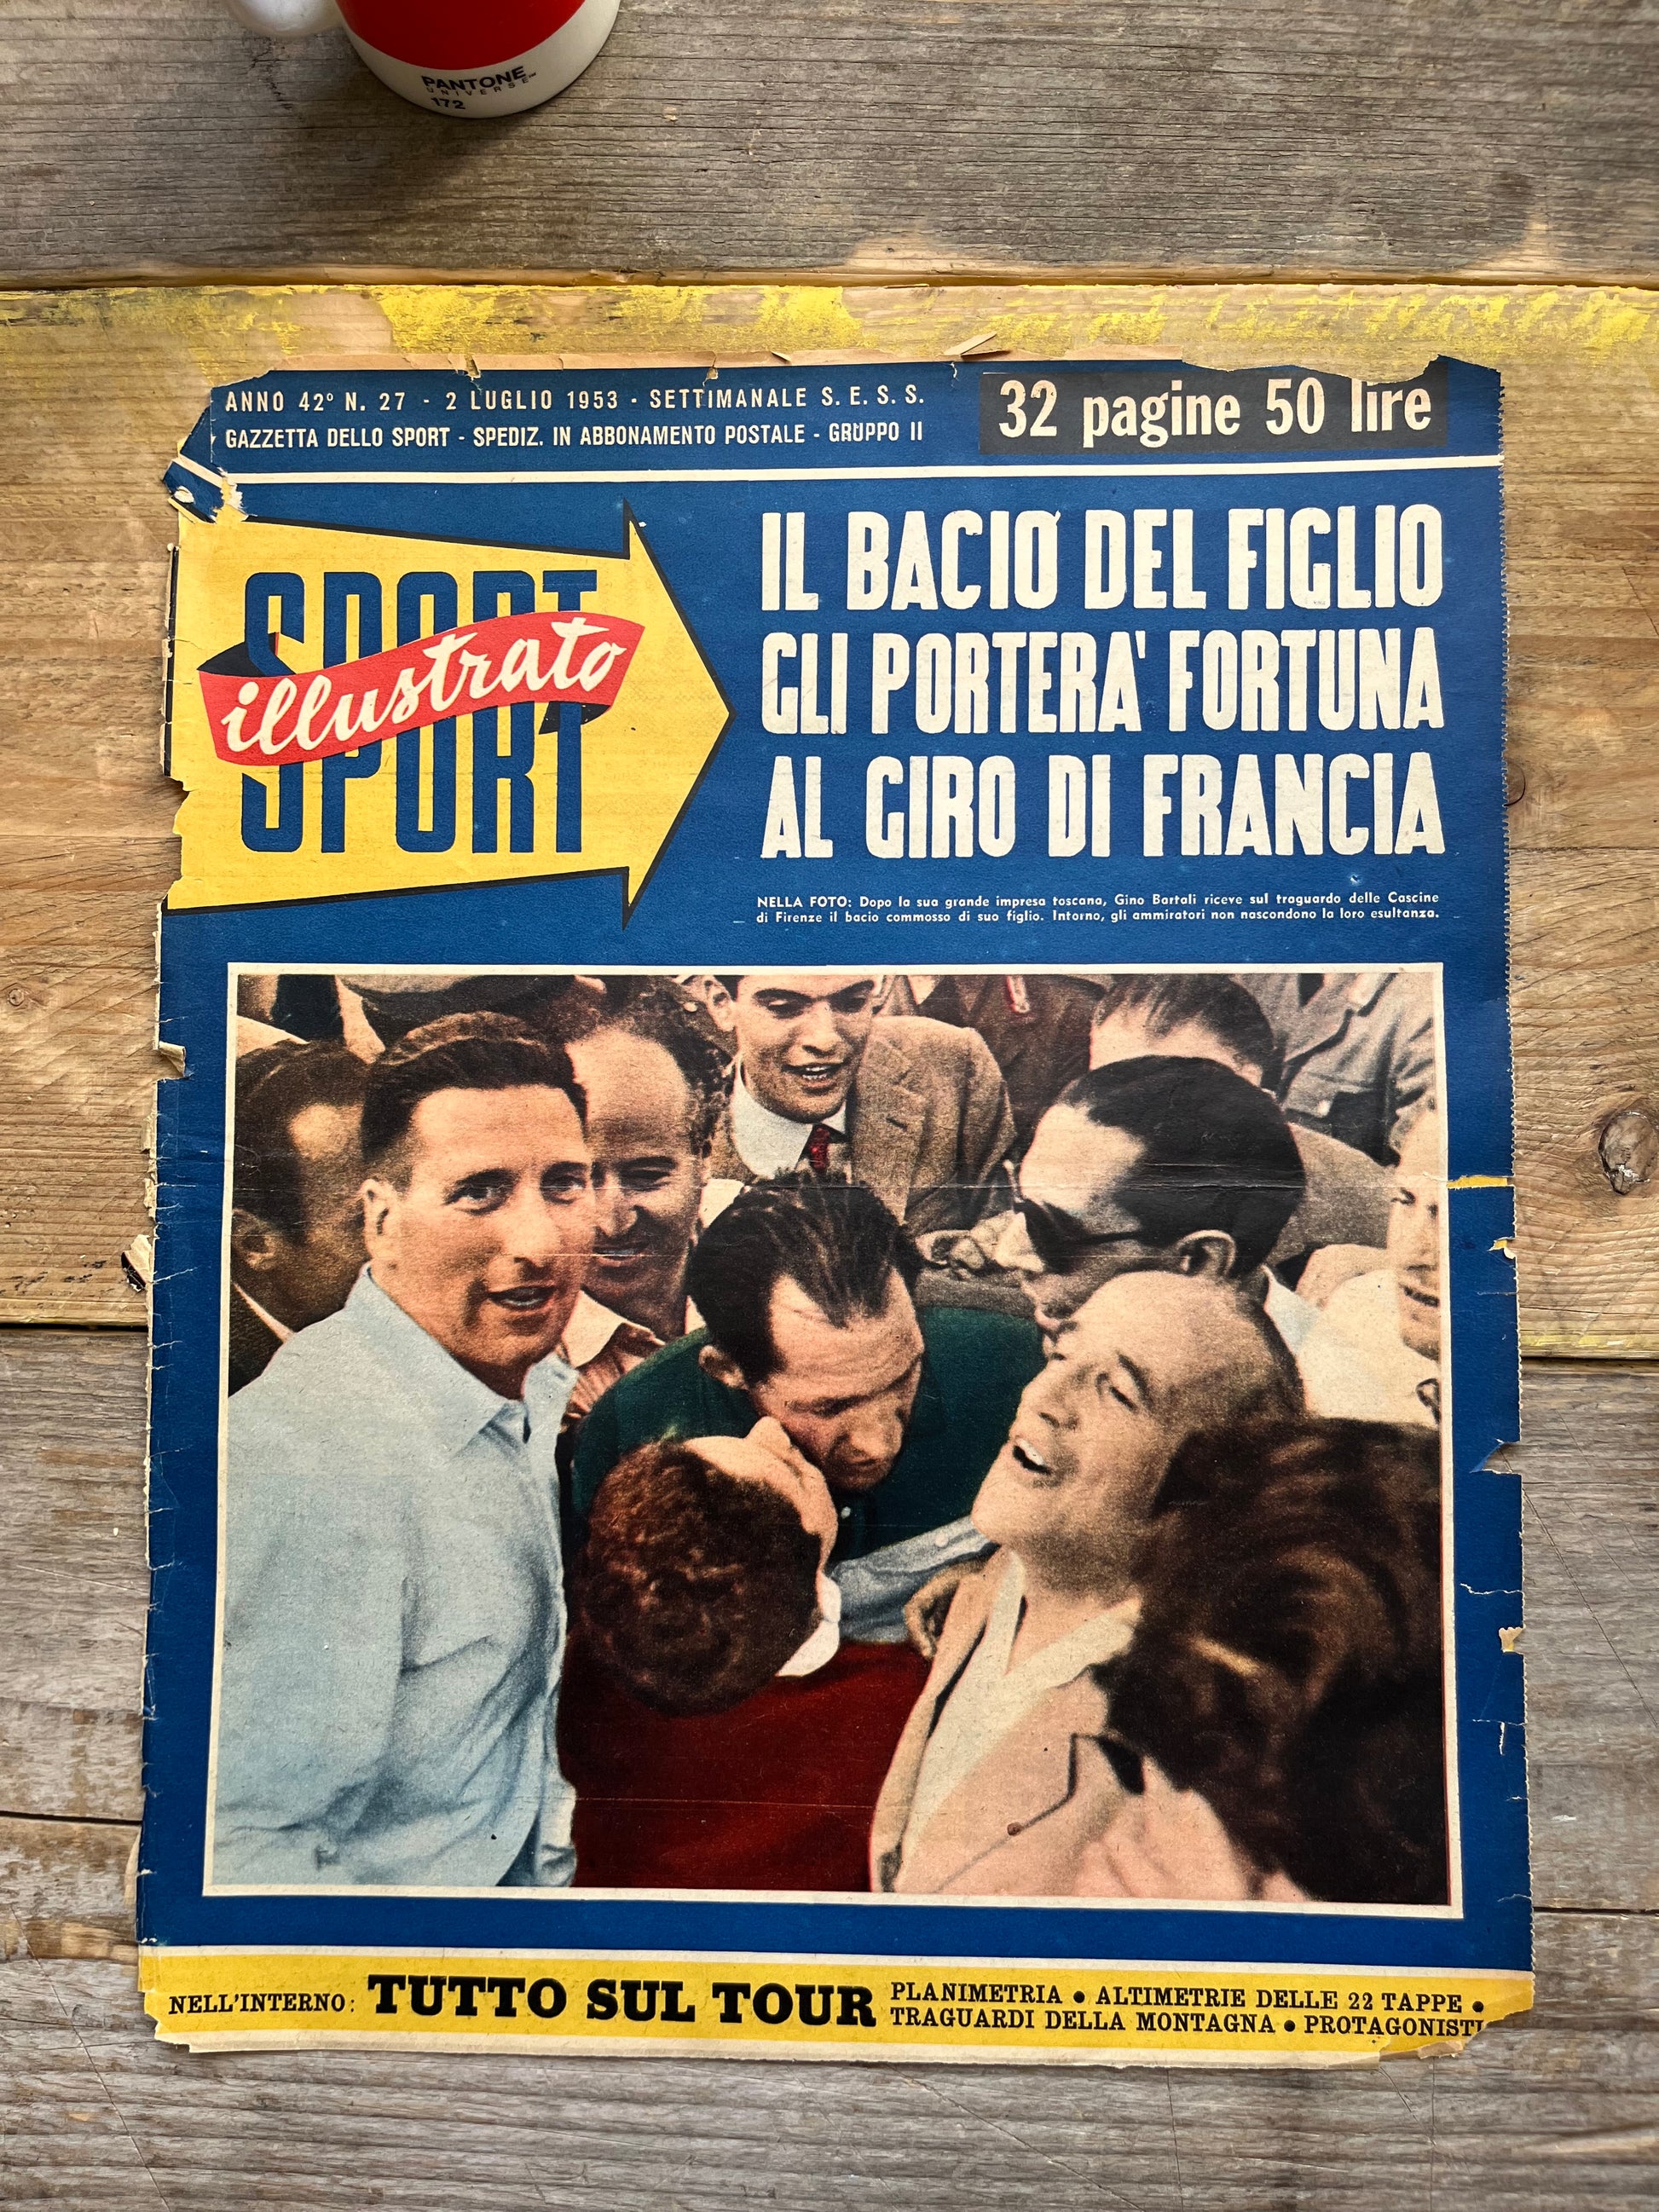 PANTONE
UNIVERSE™
172
ANNO 42º N. 27 - 2 LUGLIO 1953 - SETTIMANALE S. E. S. S.
GAZZETTA DELLO SPORT - SPEDIZ. IN ABBONAMENTO POSTALE - GRUPPO II
32 pagine 50 lire
SPORT
illustrato
SPORT
IL BACIO DEL FIGLIO
GLI PORTERA' FORTUNA
AL GIRO DI FRANCIA
NELLA FOTO: Dopo la sua grande impresa toscana, Gino Bartali riceve sul traguardo delle Cascine
di Firenze il bacio commosso di suo figlio. Intorno, gli ammiratori non nascondono la loro esultanza.
NELL'INTERNO: TUTTO SUL TOUR
PLANIMETRIA • ALTIMETRIE DELLE 22 TAPPE •
TRAGUARDI DELLA MONTAGNA • PROTAGONISTI